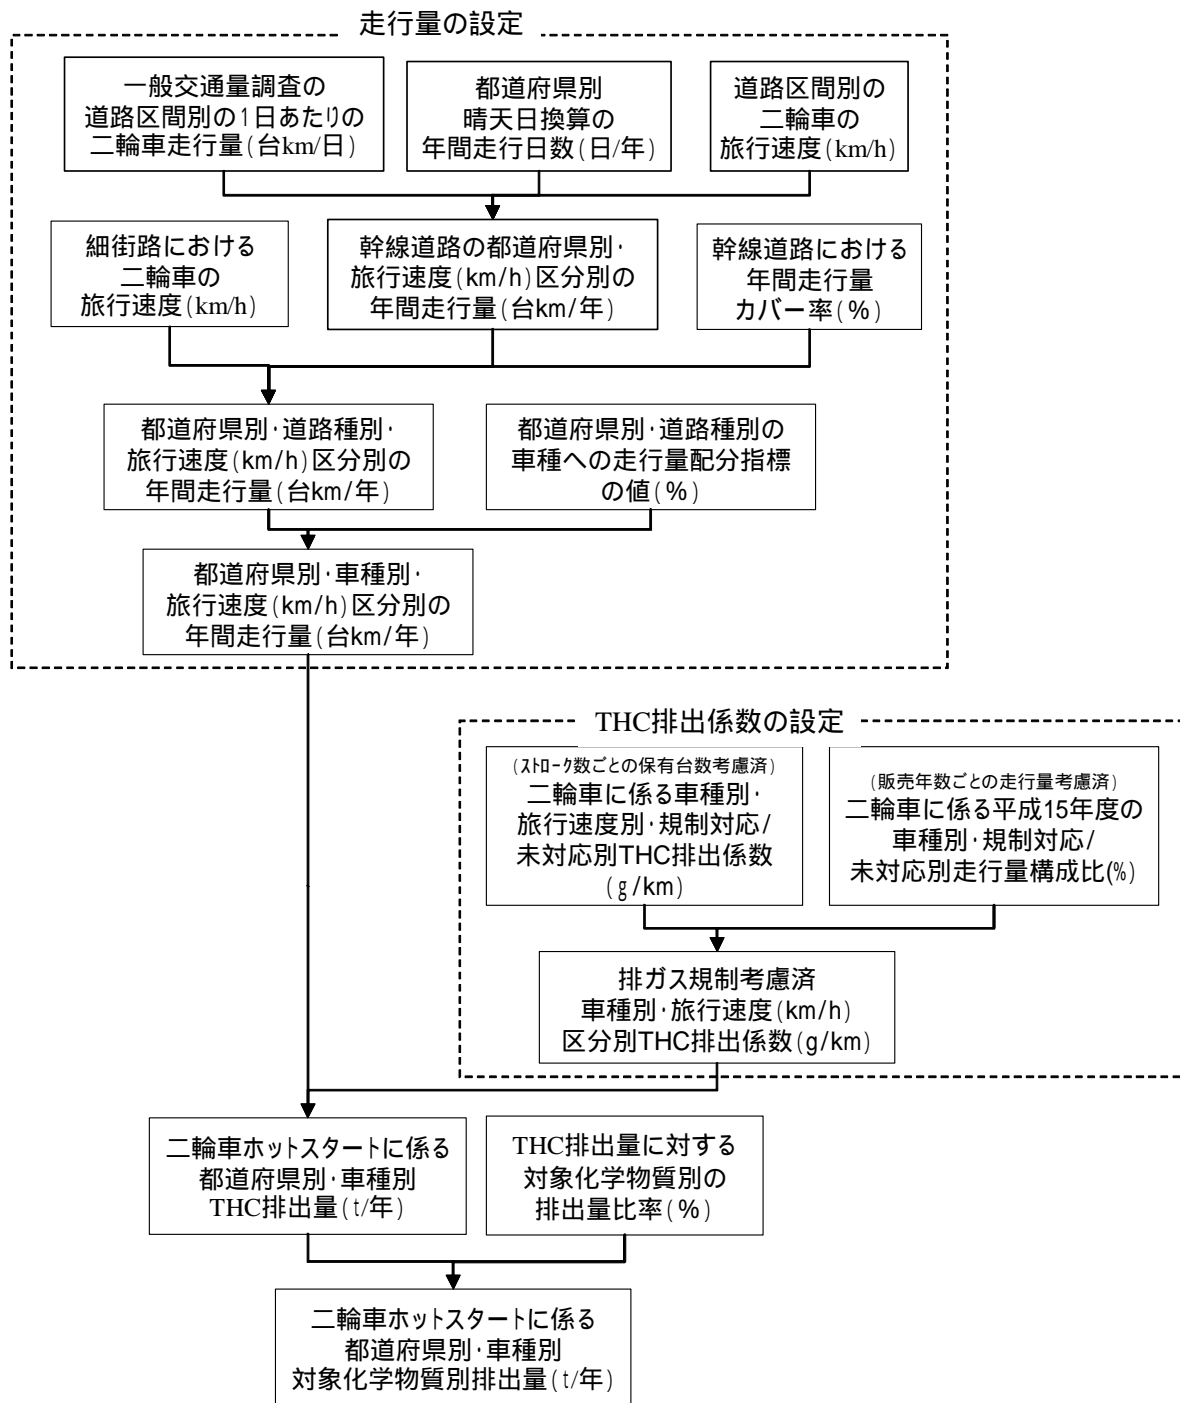 走行量の設定
一般交通量調査の
道路区間別の1日あたりの
二輪車走行量(台km/日)
都道府県別
晴天日換算の
年間走行日数(日/年)
道路区間別の
二輪車の
旅行速度(km/h)
細街路における
二輪車の
旅行速度(km/h)
幹線道路の都道府県別・
旅行速度(km/h)区分別の
年間走行量(台km/年)
幹線道路における
年間走行量
カバー率(%)
都道府県別・道路種別・
旅行速度(km/h)区分別の
年間走行量(台km/年)
都道府県別・道路種別の
車種への走行量配分指標
の値(%)
都道府県別・車種別・
旅行速度(km/h)区分別の
年間走行量(台km/年)
THC排出係数の設定
(ストローク数ごとの保有台数考慮済)
二輪車に係る車種別・
旅行速度別・規制対応/
未対応別THC排出係数
(g/km)
(販売年数ごとの走行量考慮済)
二輪車に係る平成15年度の
車種別・規制対応/
未対応別走行量構成比(%)
排ガス規制考慮済
車種別・旅行速度(km/h)
区分別THC排出係数(g/km)
二輪車ホットスタートに係る
都道府県別・車種別
THC排出量(t/年)
THC排出量に対する
対象化学物質別の
排出量比率(%)
二輪車ホットスタートに係る
都道府県別・車種別
対象化学物質別排出量(t/年)